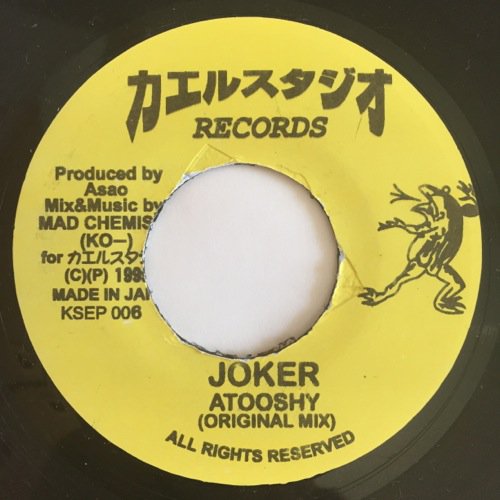 カエルスタジオ
RECORDS
Produced by
Asao
Mix&Music by
MAD CHEMIS
(KO-)
for カエルスタ
(C)(P) 199
MADE IN JA
KSEP 006
JOKER
ATOOSHY
(ORIGINAL MIX)
ALL RIGHTS RESERVED